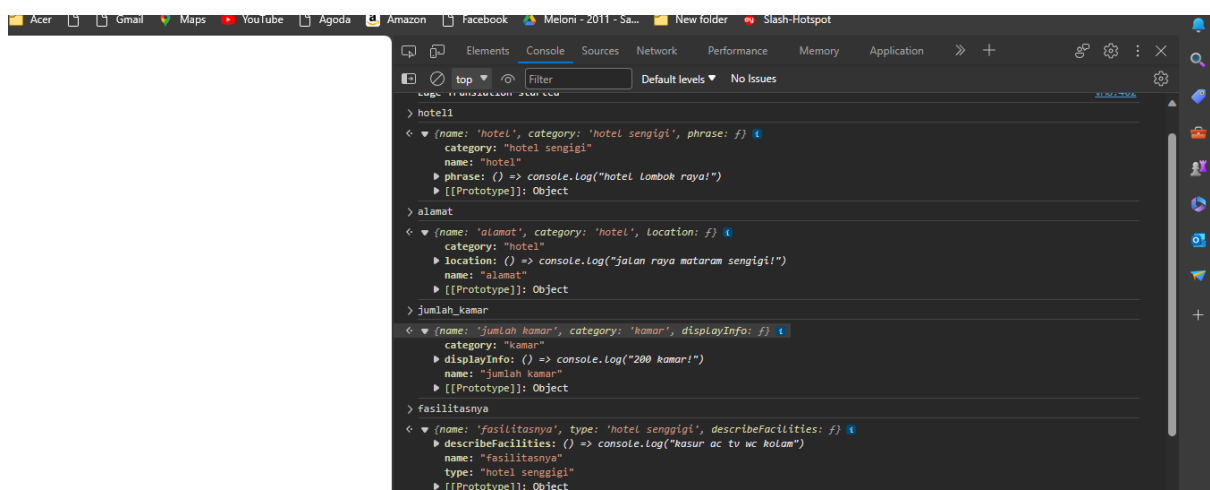 Acer Gmail Maps YouTube Agoda Amazon Facebook Meloni - 2011 - Sa... New folder Slash-Hotspot
Elements Console Sources Network Performance Memory Application
top Filter Default levels No Issues
Edge Translation started
hotel1
{name: 'hotel', category: 'hotel sengigi', phrase: ƒ}
category: "hotel sengigi"
name: "hotel"
phrase: () => console.log("hotel lombok raya!")
[[Prototype]]: Object
alamat
{name: 'alamat', category: 'hotel', location: ƒ}
category: "hotel"
location: () => console.log("jalan raya mataram sengigi!")
name: "alamat"
[[Prototype]]: Object
jumlah_kamar
{name: 'jumlah kamar', category: 'kamar', displayInfo: ƒ}
category: "kamar"
displayInfo: () => console.log("200 kamar!")
name: "jumlah kamar"
[[Prototype]]: Object
fasilitasnya
{name: 'fasilitasnya', type: 'hotel senggigi', describeFacilities: ƒ}
describeFacilities: () => console.log("kasur ac tv wc kolam")
name: "fasilitasnya"
type: "hotel senggigi"
[[Prototype]]: Object